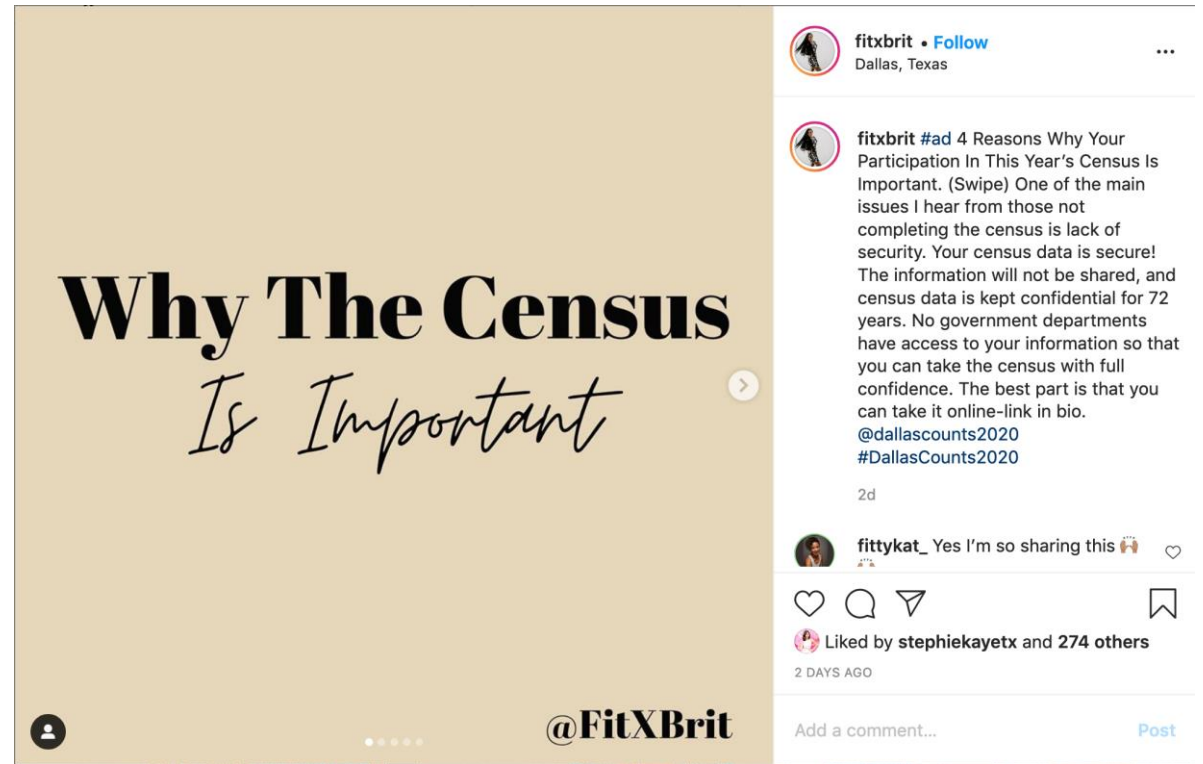 Why The Census
Is Important
@FitXBrit
fitxbrit • Follow
Dallas, Texas
fitxbrit #ad 4 Reasons Why Your
Participation In This Year's Census Is
Important. (Swipe) One of the main
issues I hear from those not
completing the census is lack of
security. Your census data is secure!
The information will not be shared, and
census data is kept confidential for 72
years. No government departments
have access to your information so that
you can take the census with full
confidence. The best part is that you
can take it online-link in bio.
@dallascounts2020
#DallasCounts2020
2d
fittykat_ Yes I'm so sharing this 🙌🏽
Liked by stephiekayetx and 274 others
2 DAYS AGO
Add a comment...
Post